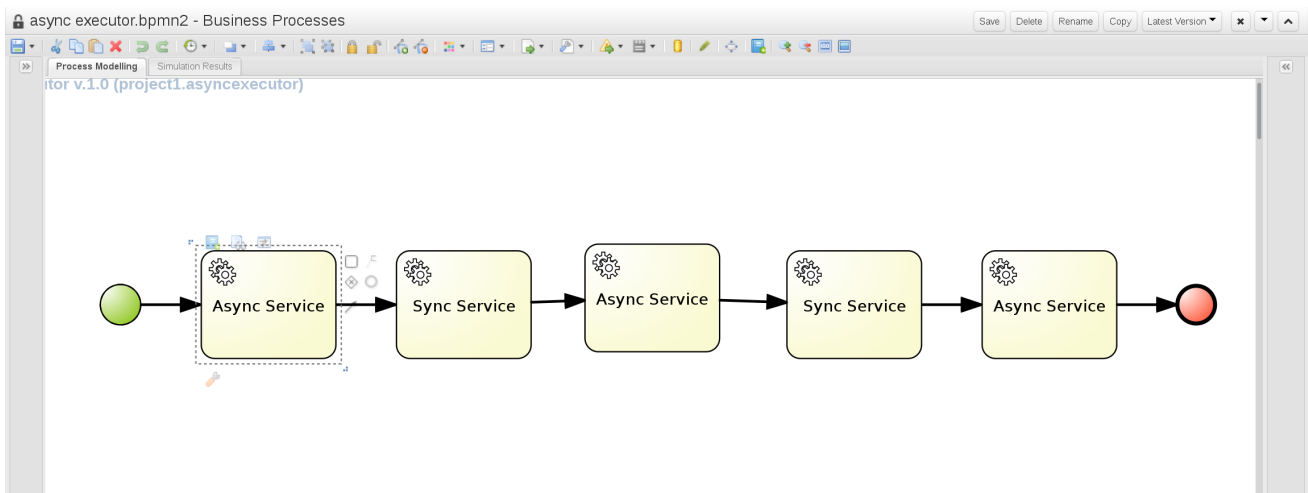 async executor.bpmn2 - Business Processes
Save Delete Rename Copy Latest Version
Process Modelling Simulation Results
itor v.1.0 (project1.asyncexecutor)
Async Service Sync Service Async Service Sync Service Async Service